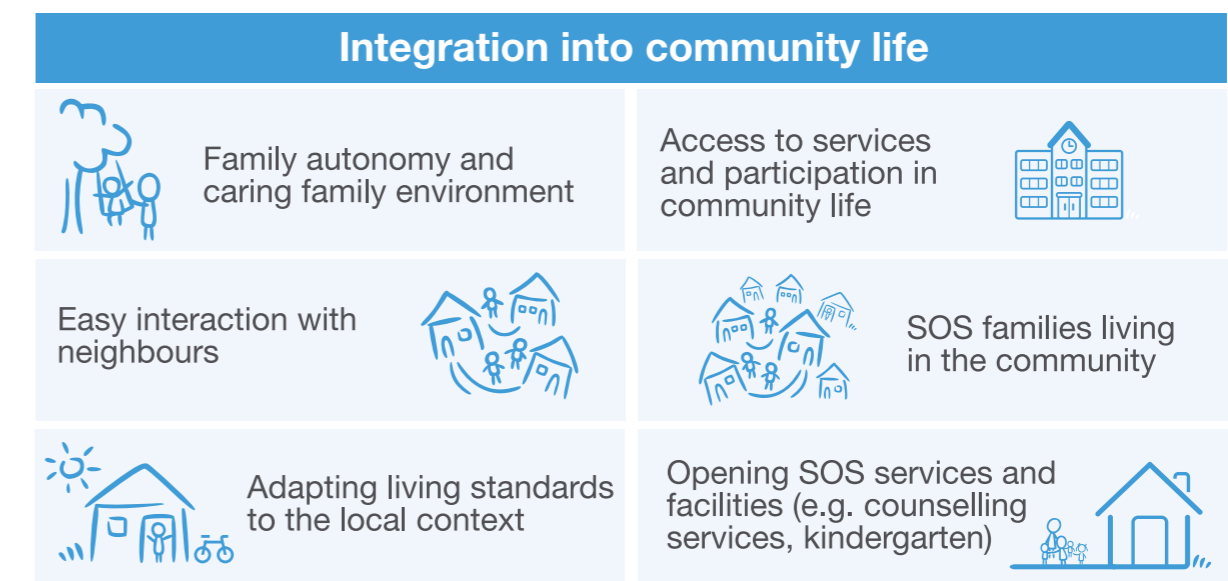 Integration into community life
Family autonomy and
caring family environment
Access to services
and participation in
community life
Easy interaction with
neighbours
SOS families living
in the community
Adapting living standards
to the local context
Opening SOS services and
facilities (e.g. counselling
services, kindergarten)